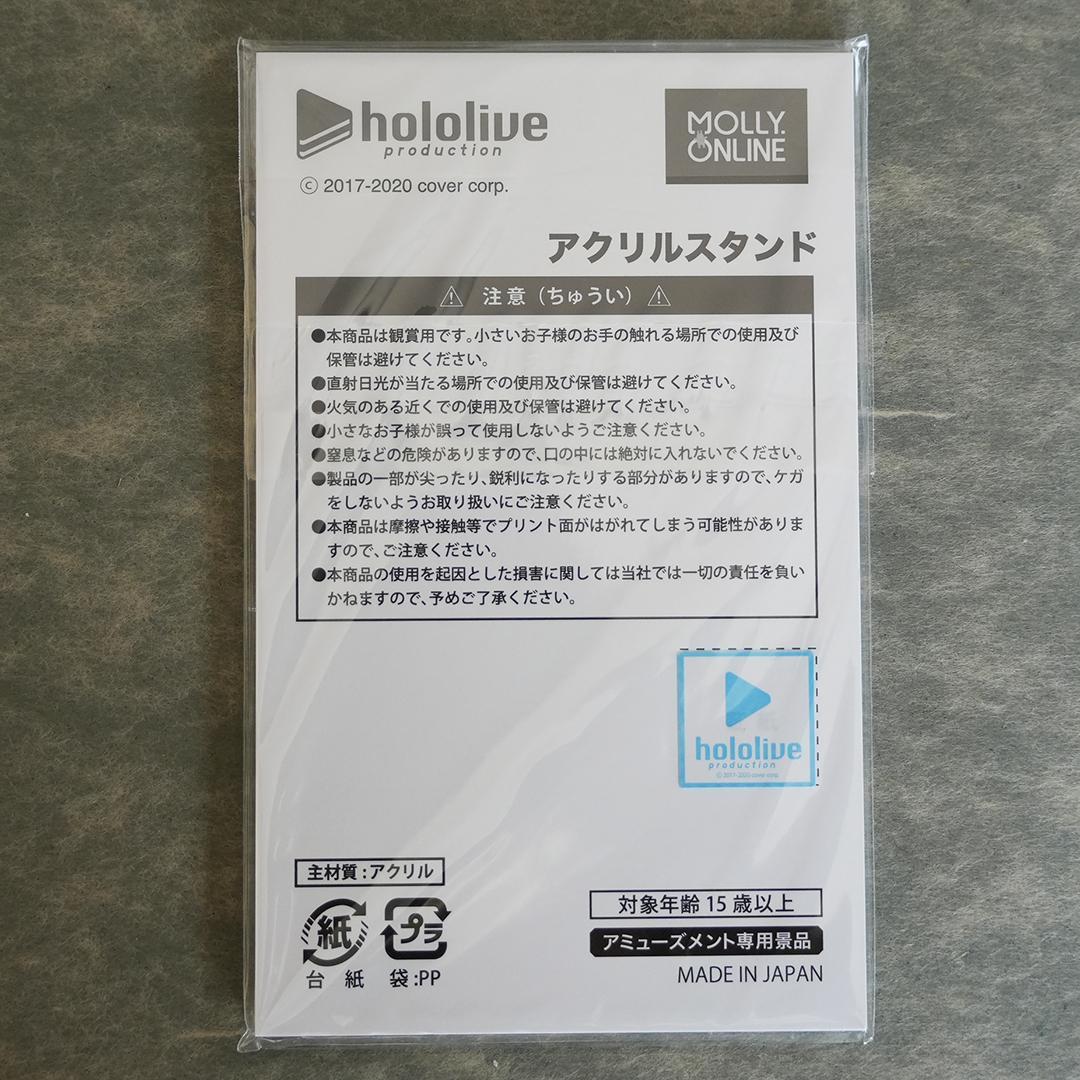 hololive
production
MOLLY.
ONLINE
ⓒ 2017-2020 cover corp.
アクリルスタンド
⚠ 注意（ちゅうい） ⚠
●本商品は観賞用です。小さいお子様のお手の触れる場所での使用及び
保管は避けてください。
●直射日光が当たる場所での使用及び保管は避けてください。
●火気のある近くでの使用及び保管は避けてください。
●小さなお子様が誤って使用しないようご注意ください。
●窒息などの危険がありますので、口の中には絶対に入れないでください。
●製品の一部が尖ったり、鋭利になったりする部分がありますので、ケガ
をしないようお取り扱いにご注意ください。
●本商品は摩擦や接触等でプリント面がはがれてしまう可能性がありま
すので、ご注意ください。
●本商品の使用を起因とした損害に関しては当社では一切の責任を負い
かねますので、予めご了承ください。
hololive
production
ⓒ 2017-2020 cover corp.
主材質：アクリル
紙
プラ
台紙
袋:PP
対象年齢 15 歳以上
アミューズメント専用景品
MADE IN JAPAN